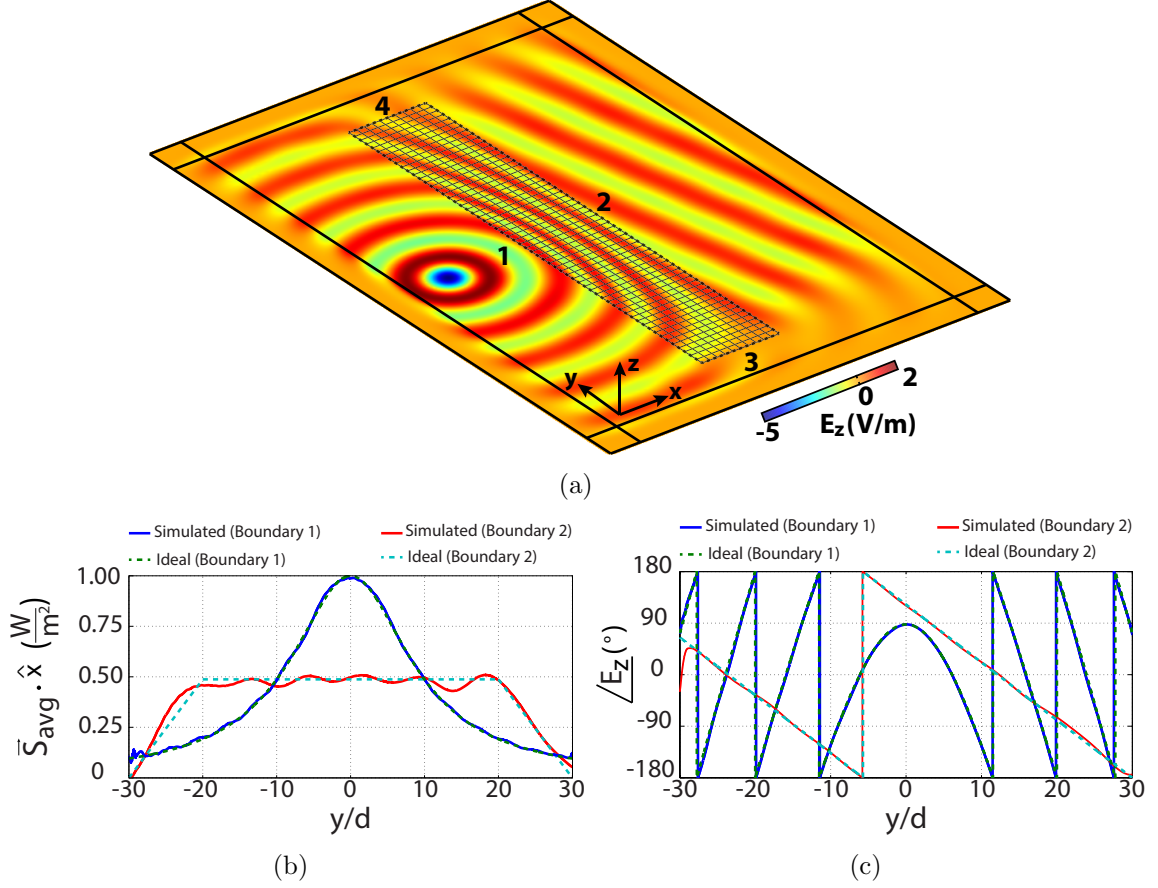 4
2
1
3
z
y
x
2
0
-5
E_z(V/m)
(a)
Simulated (Boundary 1) Simulated (Boundary 2)
Ideal (Boundary 1) Ideal (Boundary 2)
1.00
0.75
0.50
0.25
0
-30 -20 -10 0 10 20 30
S⃗_avg · x̂ (W/m²)
y/d
(b)
Simulated (Boundary 1) Simulated (Boundary 2)
Ideal (Boundary 1) Ideal (Boundary 2)
180
90
0
-90
-180
-30 -20 -10 0 10 20 30
∠E_z(°)
y/d
(c)